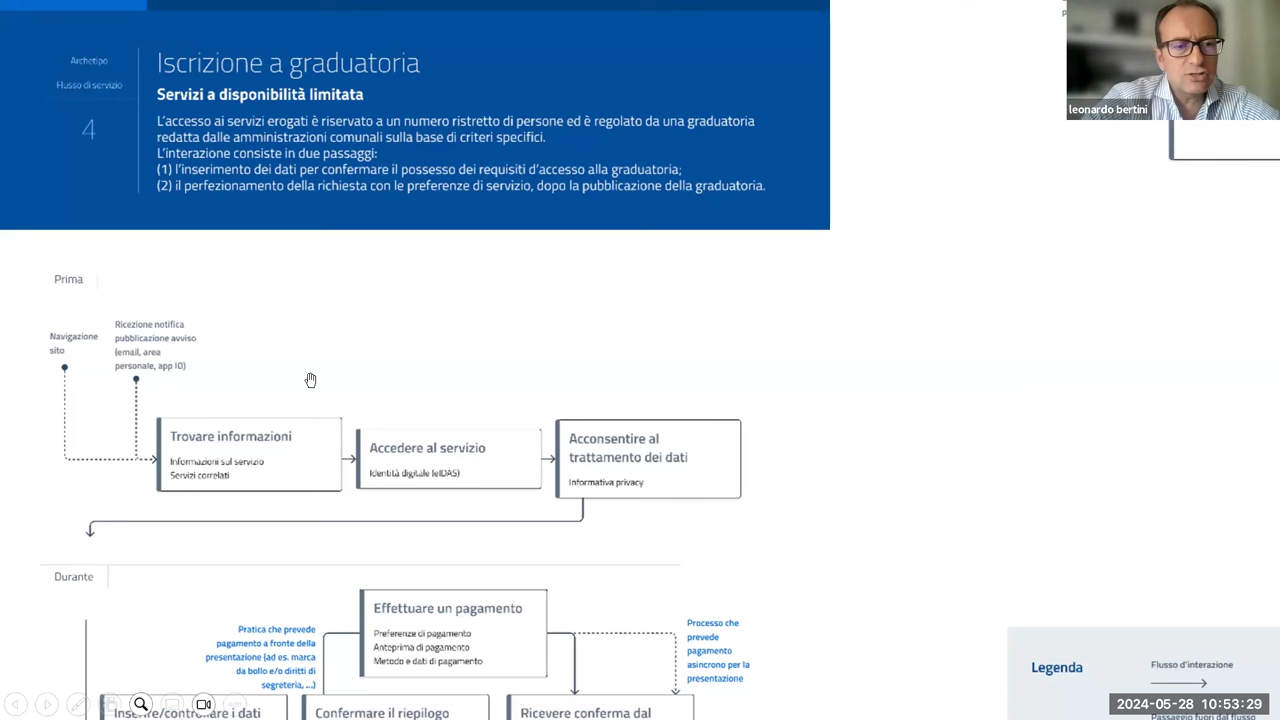 Archetipo
Flusso di servizio
4
Iscrizione a graduatoria
Servizi a disponibilità limitata
L'accesso ai servizi erogati è riservato a un numero ristretto di persone ed è regolato da una graduatoria
redatta dalle amministrazioni comunali sulla base di criteri specifici.
L'interazione consiste in due passaggi:
(1) l'inserimento dei dati per confermare il possesso dei requisiti d'accesso alla graduatoria;
(2) il perfezionamento della richiesta con le preferenze di servizio, dopo la pubblicazione della graduatoria.
leonardo bertini
Prima
Navigazione
sito
Ricezione notifica
pubblicazione avviso
(email, area
personale, app IO)
Trovare informazioni
Informazioni sul servizio
Servizi correlati
Accedere al servizio
Identità digitale (eIDAS)
Acconsentire al
trattamento dei dati
Informativa privacy
Durante
Pratica che prevede
pagamento a fronte della
presentazione (ad es. marca
da bollo e/o diritti di
segreteria, ...)
Effettuare un pagamento
Preferenze di pagamento
Anteprima di pagamento
Metodo e dati di pagamento
Processo che
prevede
pagamento
asincrono per la
presentazione
Inserire/controllare i dati
Confermare il riepilogo
Ricevere conferma dal
Legenda
Flusso d'interazione
2024-05-28 10:53:29
Passaggio fuori dal flusso